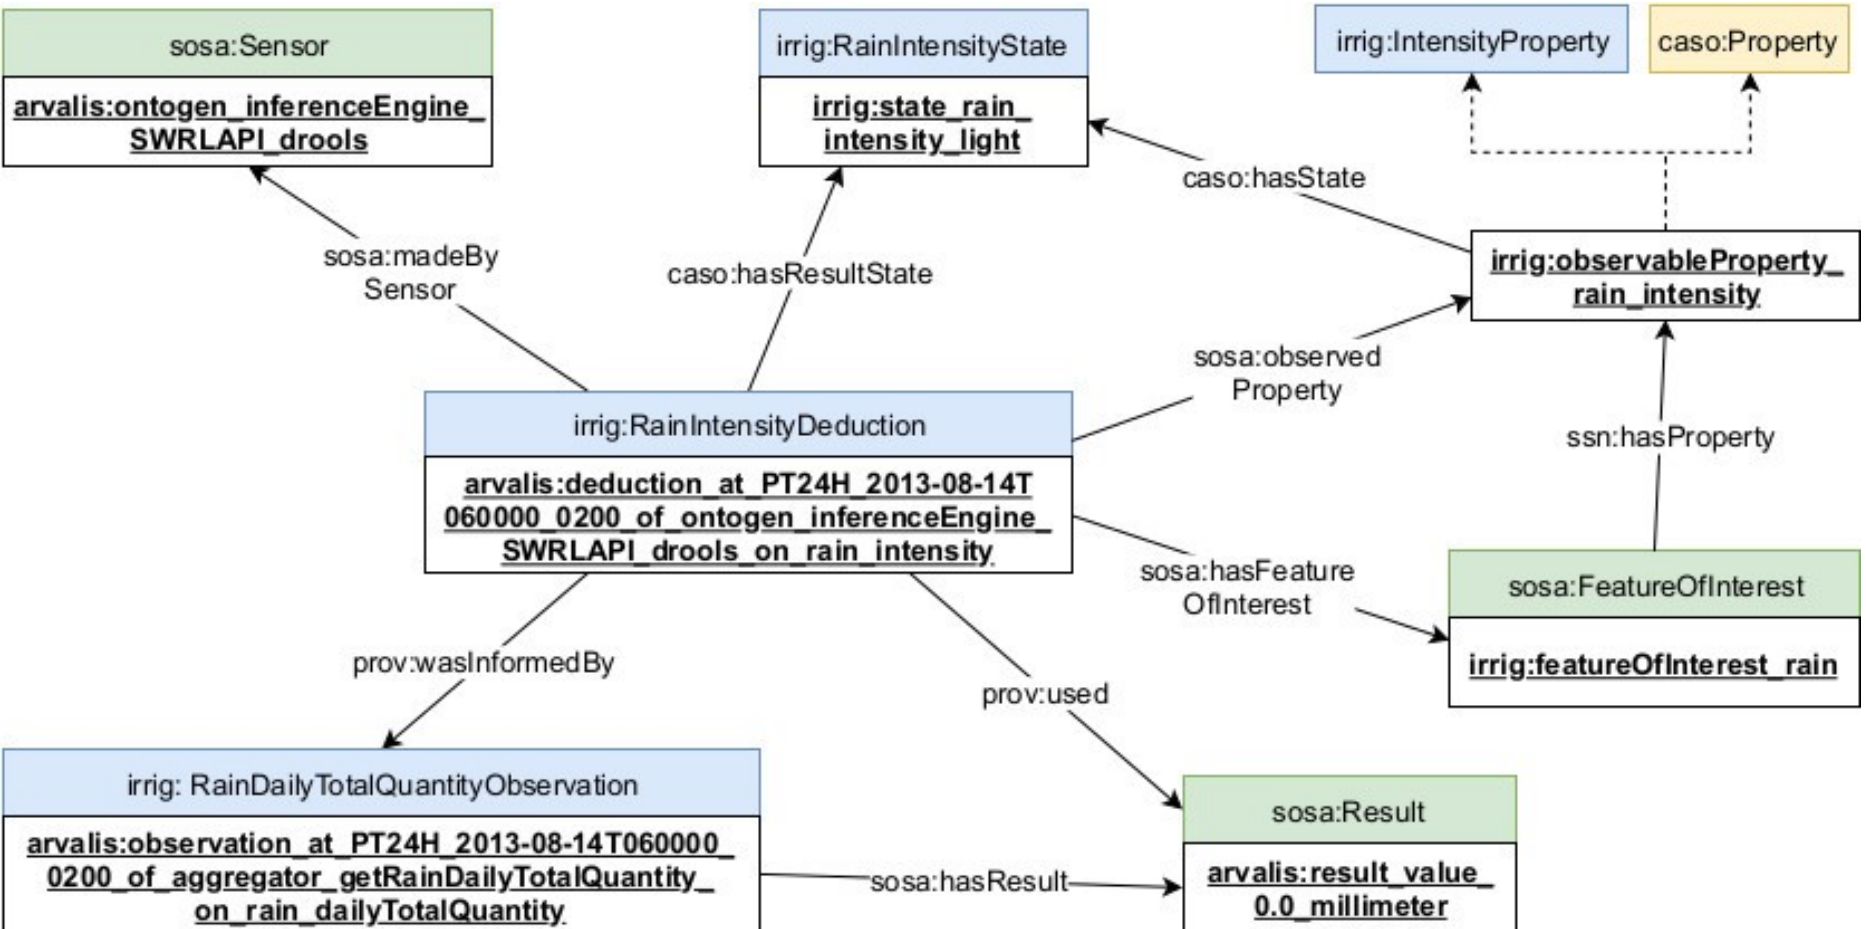 sosa:Sensor
arvalis:ontogen_inferenceEngine_
SWRLAPI_drools
irrig:RainIntensityState
irrig:state_rain_
intensity_light
irrig:IntensityProperty
caso:Property
caso:hasState
irrig:observableProperty_
rain_intensity
sosa:madeBy
Sensor
caso:hasResultState
sosa:observed
Property
ssn:hasProperty
irrig:RainIntensityDeduction
arvalis:deduction_at_PT24H_2013-08-14T
060000_0200_of_ontogen_inferenceEngine_
SWRLAPI_drools_on_rain_intensity
sosa:hasFeature
OfInterest
sosa:FeatureOfInterest
irrig:featureOfInterest_rain
prov:wasInformedBy
prov:used
irrig: RainDailyTotalQuantityObservation
arvalis:observation_at_PT24H_2013-08-14T060000_
0200_of_aggregator_getRainDailyTotalQuantity_
on_rain_dailyTotalQuantity
sosa:hasResult
sosa:Result
arvalis:result_value_
0.0_millimeter